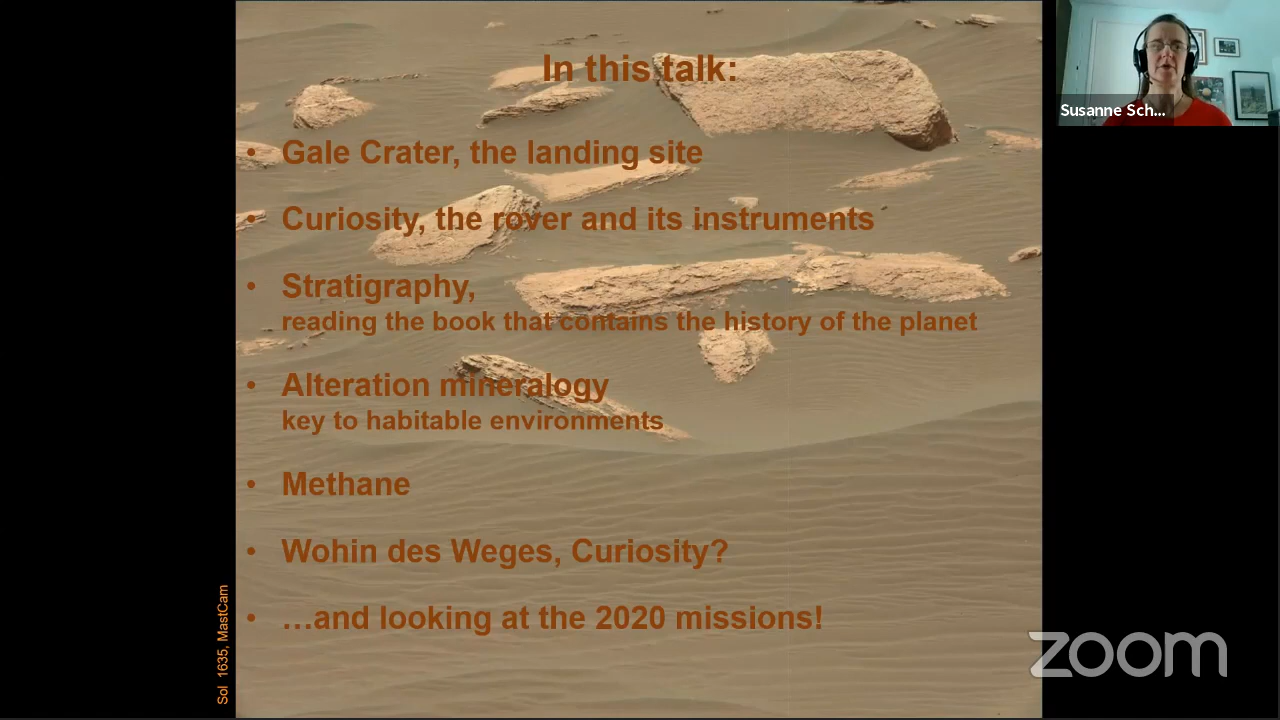 In this talk:
• Gale Crater, the landing site
• Curiosity, the rover and its instruments
• Stratigraphy,
reading the book that contains the history of the planet
• Alteration mineralogy
key to habitable environments
• Methane
• Wohin des Weges, Curiosity?
• …and looking at the 2020 missions!
Sol 1635, MastCam
Susanne Sch...
zoom